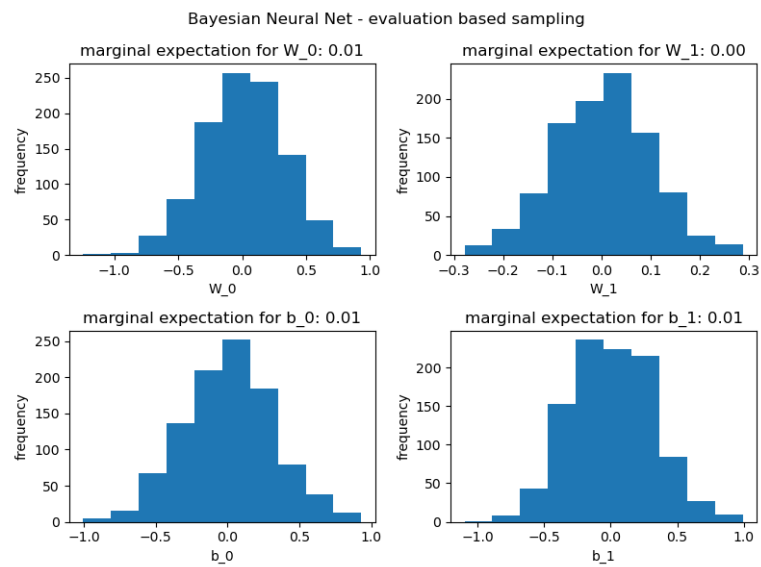 Bayesian Neural Net - evaluation based sampling
marginal expectation for W_0: 0.01
250
200
150
100
50
0
frequency
−1.0 −0.5 0.0 0.5 1.0
W_0
marginal expectation for W_1: 0.00
200
150
100
50
0
frequency
−0.3 −0.2 −0.1 0.0 0.1 0.2 0.3
W_1
marginal expectation for b_0: 0.01
250
200
150
100
50
0
frequency
−1.0 −0.5 0.0 0.5 1.0
b_0
marginal expectation for b_1: 0.01
200
150
100
50
0
frequency
−1.0 −0.5 0.0 0.5 1.0
b_1